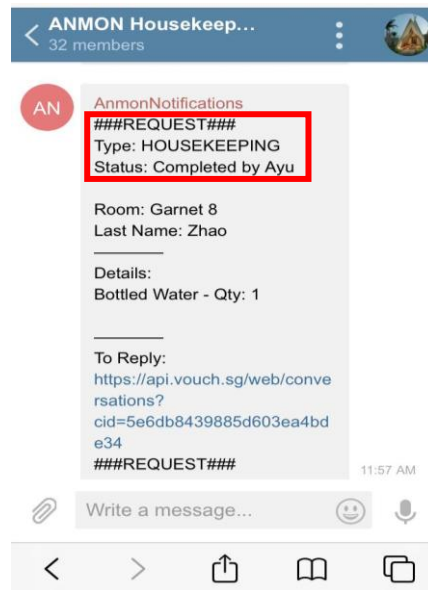 ANMON Housekeep...
32 members
AN
AnmonNotifications
###REQUEST###
Type: HOUSEKEEPING
Status: Completed by Ayu
Room: Garnet 8
Last Name: Zhao
Details:
Bottled Water - Qty: 1
To Reply:
https://api.vouch.sg/web/conve
rsations?
cid=5e6db8439885d603ea4bd
e34
###REQUEST###
11:57 AM
Write a message...